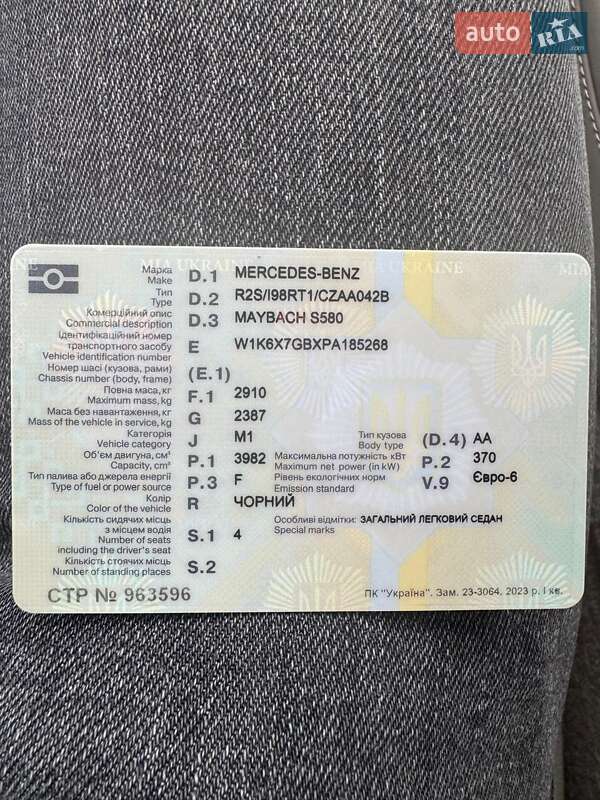 auto RIA.com
MIA UKRAINE
Марка
Make D.1 MERCEDES-BENZ
Тип
Type D.2 R2S/I98RT1/CZAA042B
Комерційний опис
Commercial description D.3 MAYBACH S580
Ідентифікаційний номер
транспортного засобу
Vehicle identification number E W1K6X7GBXPA185268
Номер шасі (кузова, рами)
Chassis number (body, frame) (E.1)
Повна маса, кг
Maximum mass, kg F.1 2910
Маса без навантаження, кг
Mass of the vehicle in service, kg G 2387
Категорія
Vehicle category J M1 Тип кузова
Body type (D.4) AA
Об'єм двигуна, см³
Capacity, cm³ P.1 3982 Максимальна потужність кВт
Maximum net power (in kW) P.2 370
Тип палива або джерела енергії
Type of fuel or power source P.3 F Рівень екологічних норм
Emission standard V.9 Євро-6
Колір
Color of the vehicle R ЧОРНИЙ
Кількість сидячих місць
з місцем водія
Number of seats
including the driver's seat S.1 4 Особливі відмітки: ЗАГАЛЬНИЙ ЛЕГКОВИЙ СЕДАН
Special marks
Кількість стоячих місць
Number of standing places S.2
СТР № 963596 ПК "Україна". Зам. 23-3064. 2023 р. I кв.